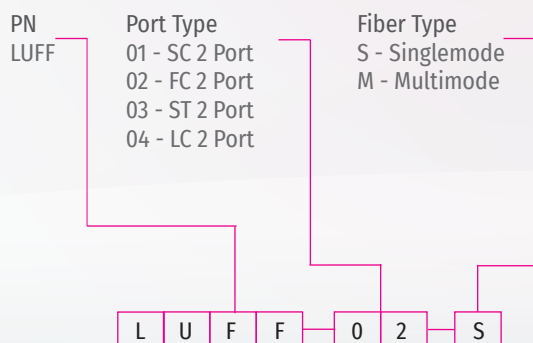 PN
LUFF
Port Type
01 - SC 2 Port
02 - FC 2 Port
03 - ST 2 Port
04 - LC 2 Port
Fiber Type
S - Singlemode
M - Multimode
L U F F - 0 2 - S